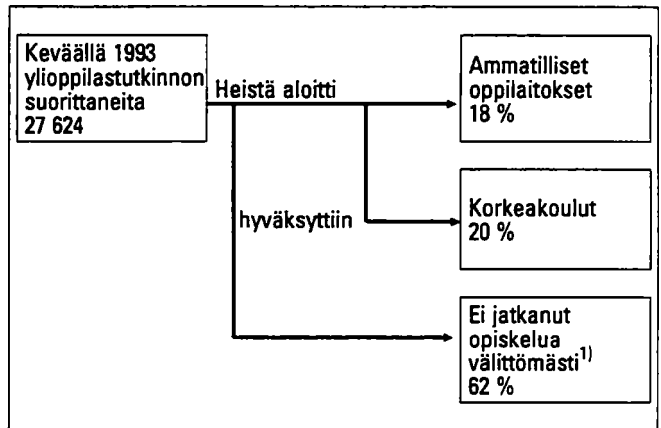 Keväällä 1993
ylioppilastutkinnon
suorittaneita
27 624
Heistä aloitti
hyväksyttiin
Ammatilliset
oppilaitokset
18 %
Korkeakoulut
20 %
Ei jatkanut
opiskelua
välittömästi1)
62 %